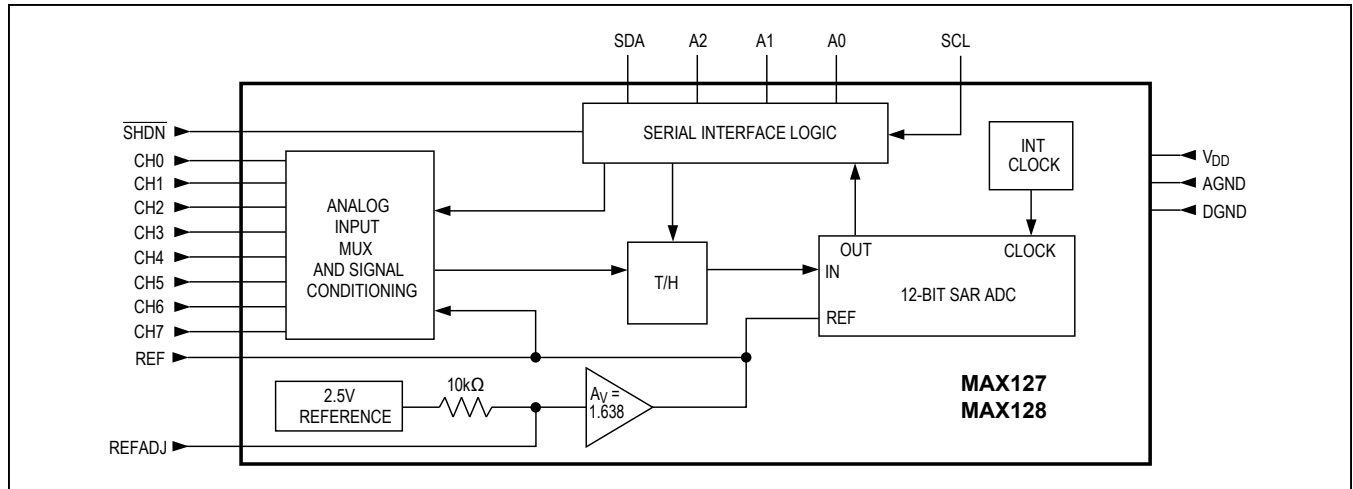 SDA A2 A1 A0 SCL
SHDN
SERIAL INTERFACE LOGIC
INT
CLOCK
CH0
CH1
CH2
CH3
CH4
CH5
CH6
CH7
REF
REFADJ
ANALOG
INPUT
MUX
AND SIGNAL
CONDITIONING
T/H
OUT CLOCK
IN
12-BIT SAR ADC
REF
VDD
AGND
DGND
2.5V
REFERENCE
10kΩ
AV =
1.638
MAX127
MAX128